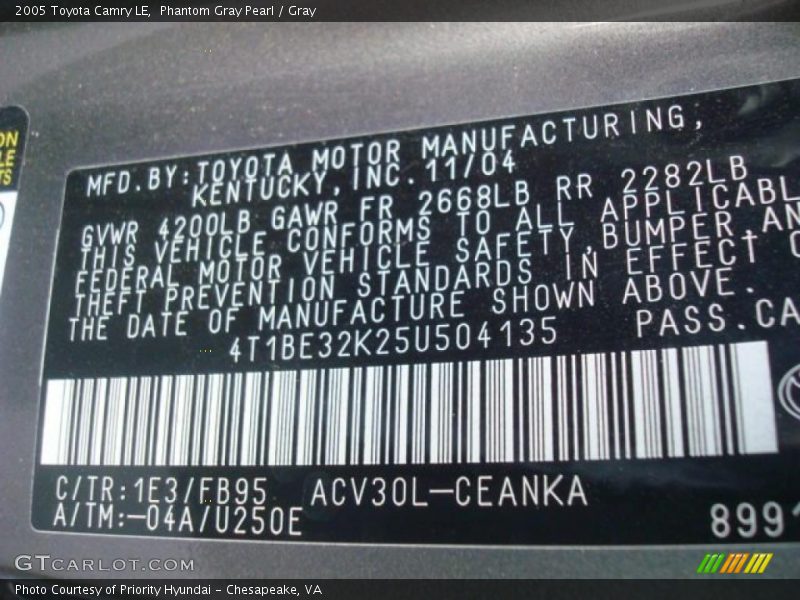 2005 Toyota Camry LE, Phantom Gray Pearl / Gray
MFD.BY:TOYOTA MOTOR MANUFACTURING,
KENTUCKY,INC. 11/04
GVWR 4200LB GAWR FR 2668LB RR 2282LB
THIS VEHICLE CONFORMS TO ALL APPLICABL
FEDERAL MOTOR VEHICLE SAFETY,BUMPER,AN
THEFT PREVENTION STANDARDS IN EFFECT
THE DATE OF MANUFACTURE SHOWN ABOVE.
4T1BE32K25U504135 PASS.CA
C/TR:1E3/FB95 ACV30L-CEANKA
A/TM:-04A/U250E 899
GTCARLOT.COM
Photo Courtesy of Priority Hyundai - Chesapeake, VA